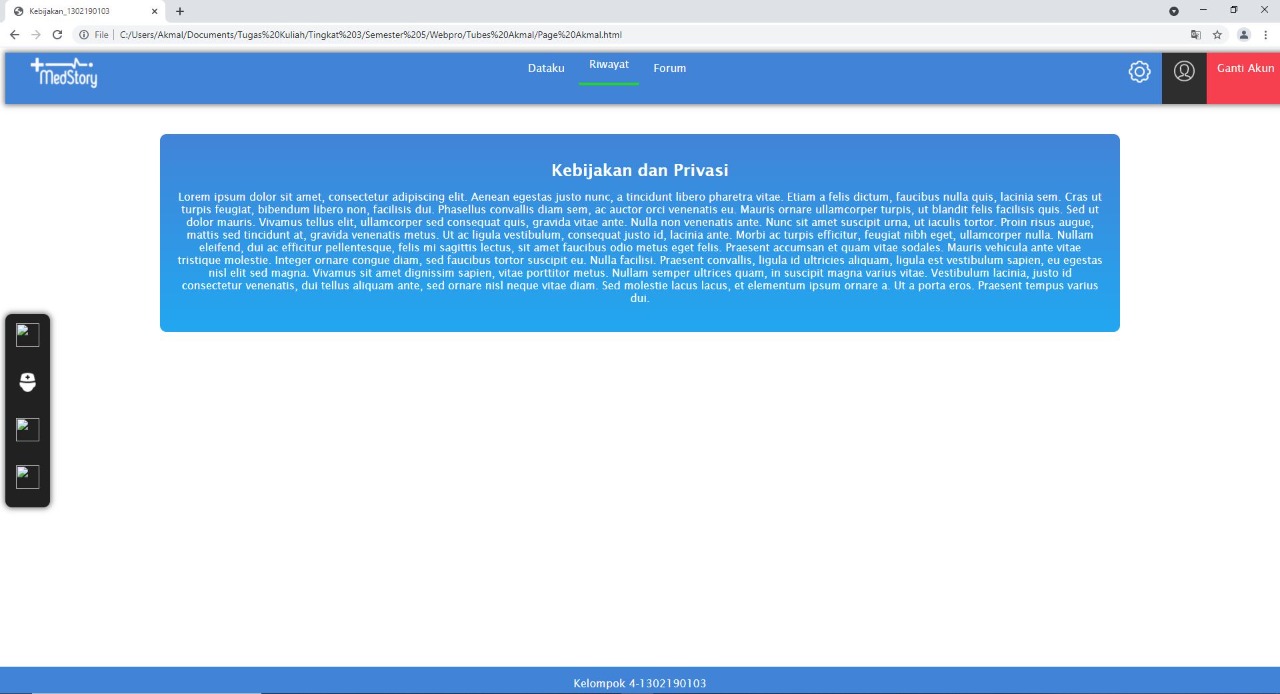 Kebijakan_1302190103
File
C:/Users/Akmal/Documents/Tugas%20Kuliah/Tingkat%203/Semester%205/Webpro/Tubes%20Akmal/Page%20Akmal.html
MedStory
Dataku
Riwayat
Forum
Ganti Akun
Kebijakan dan Privasi
Lorem ipsum dolor sit amet, consectetur adipiscing elit. Aenean egestas justo nunc, a tincidunt libero pharetra vitae. Etiam a felis dictum, faucibus nulla quis, lacinia sem. Cras ut
turpis feugiat, bibendum libero non, facilisis dui. Phasellus convallis diam sem, ac auctor orci venenatis eu. Mauris ornare ullamcorper turpis, ut blandit felis facilisis quis. Sed ut
dolor mauris. Vivamus tellus elit, ullamcorper sed consequat quis, gravida vitae ante. Nulla non venenatis ante. Nunc sit amet suscipit urna, ut iaculis tortor. Proin risus augue,
mattis sed tincidunt at, gravida venenatis metus. Ut ac ligula vestibulum, consequat justo id, lacinia ante. Morbi ac turpis efficitur, feugiat nibh eget, ullamcorper nulla. Nullam
eleifend, dui ac efficitur pellentesque, felis mi sagittis lectus, sit amet faucibus odio metus eget felis. Praesent accumsan et quam vitae sodales. Mauris vehicula ante vitae
tristique molestie. Integer ornare congue diam, sed faucibus tortor suscipit eu. Nulla facilisi. Praesent convallis, ligula id ultricies aliquam, ligula est vestibulum sapien, eu egestas
nisl elit sed magna. Vivamus sit amet dignissim sapien, vitae porttitor metus. Nullam semper ultrices quam, in suscipit magna varius vitae. Vestibulum lacinia, justo id
consectetur venenatis, dui tellus aliquam ante, sed ornare nisl neque vitae diam. Sed molestie lacus lacus, et elementum ipsum ornare a. Ut a porta eros. Praesent tempus varius
dui.
Kelompok 4-1302190103